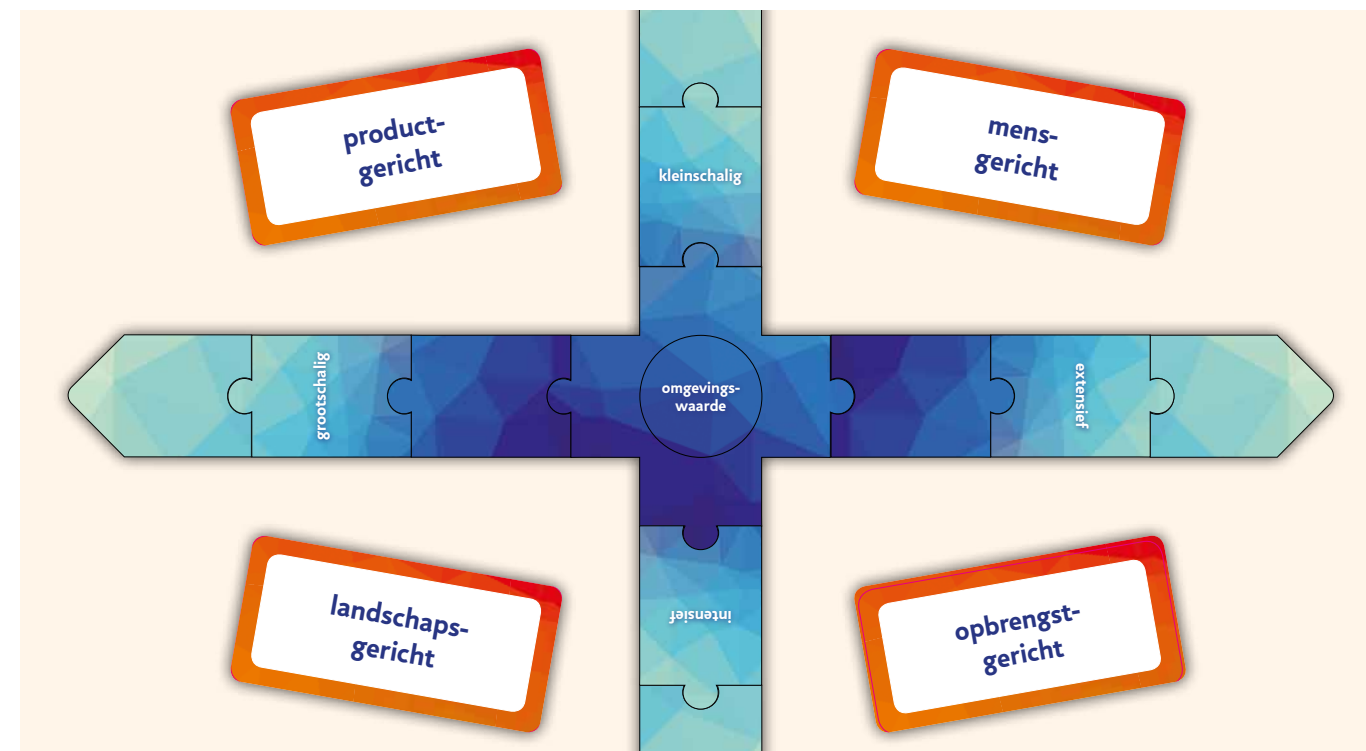 product-
gericht
mens-
gericht
kleinschalig
grootschalig
omgevings-
waarde
extensief
intensief
landschaps-
gericht
opbrengst-
gericht